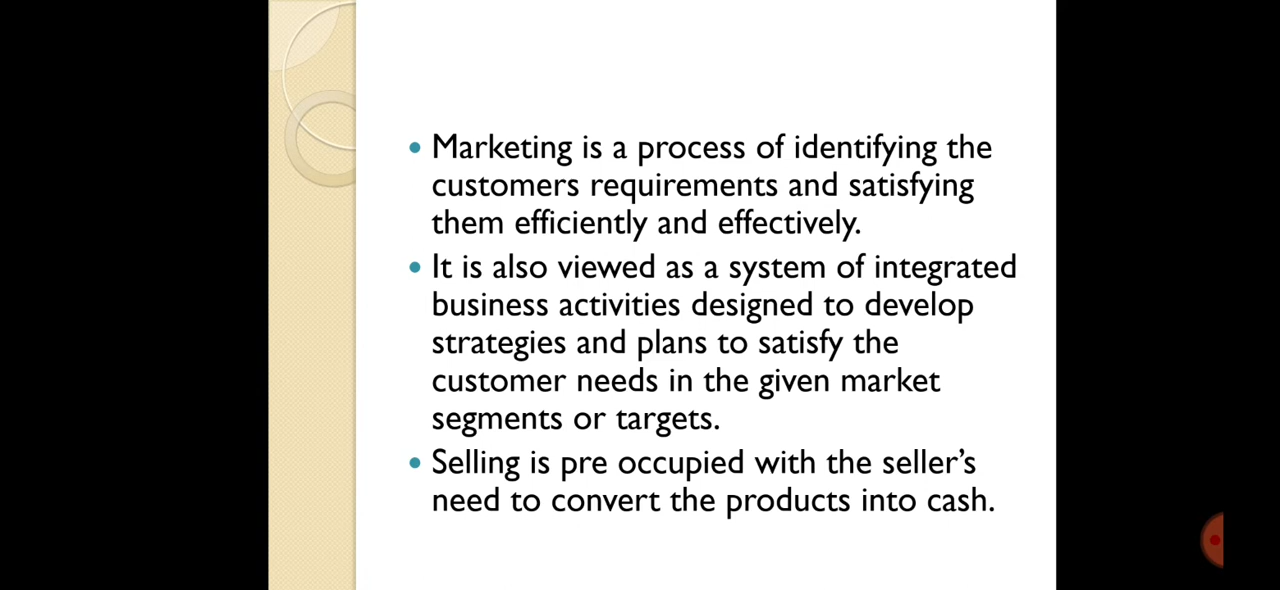 Marketing is a process of identifying the
customers requirements and satisfying
them efficiently and effectively.
It is also viewed as a system of integrated
business activities designed to develop
strategies and plans to satisfy the
customer needs in the given market
segments or targets.
Selling is pre occupied with the seller's
need to convert the products into cash.